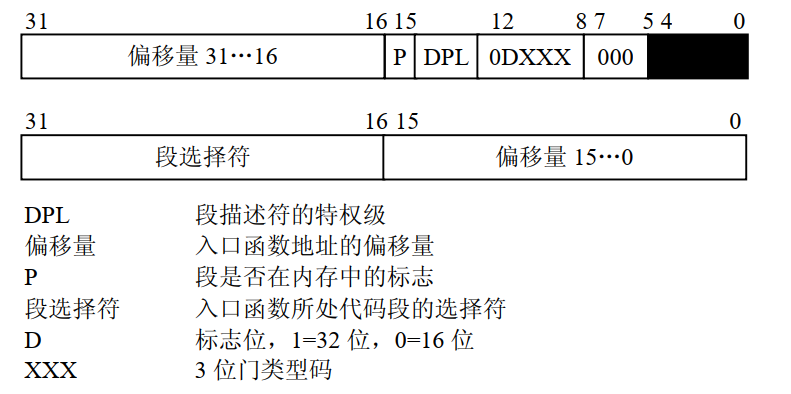 31 16 15 12 8 7 5 4 0
偏移量 31…16 P DPL 0DXXX 000
31 16 15 0
段选择符 偏移量 15…0
DPL 段描述符的特权级
偏移量 入口函数地址的偏移量
P 段是否在内存中的标志
段选择符 入口函数所处代码段的选择符
D 标志位，1=32 位，0=16 位
XXX 3 位门类型码